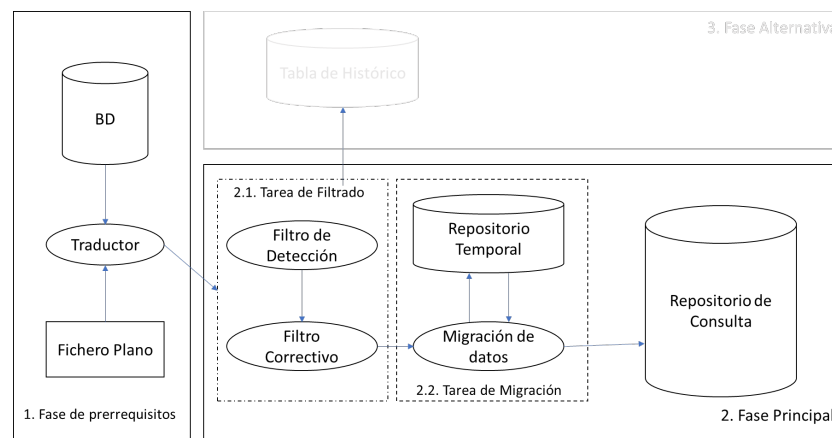 3. Fase Alternativa
Tabla de Histórico
BD
Traductor
Fichero Plano
1. Fase de prerrequisitos
2.1. Tarea de Filtrado
Filtro de
Detección
Filtro
Correctivo
Repositorio
Temporal
Migración de
datos
2.2. Tarea de Migración
Repositorio de
Consulta
2. Fase Principal